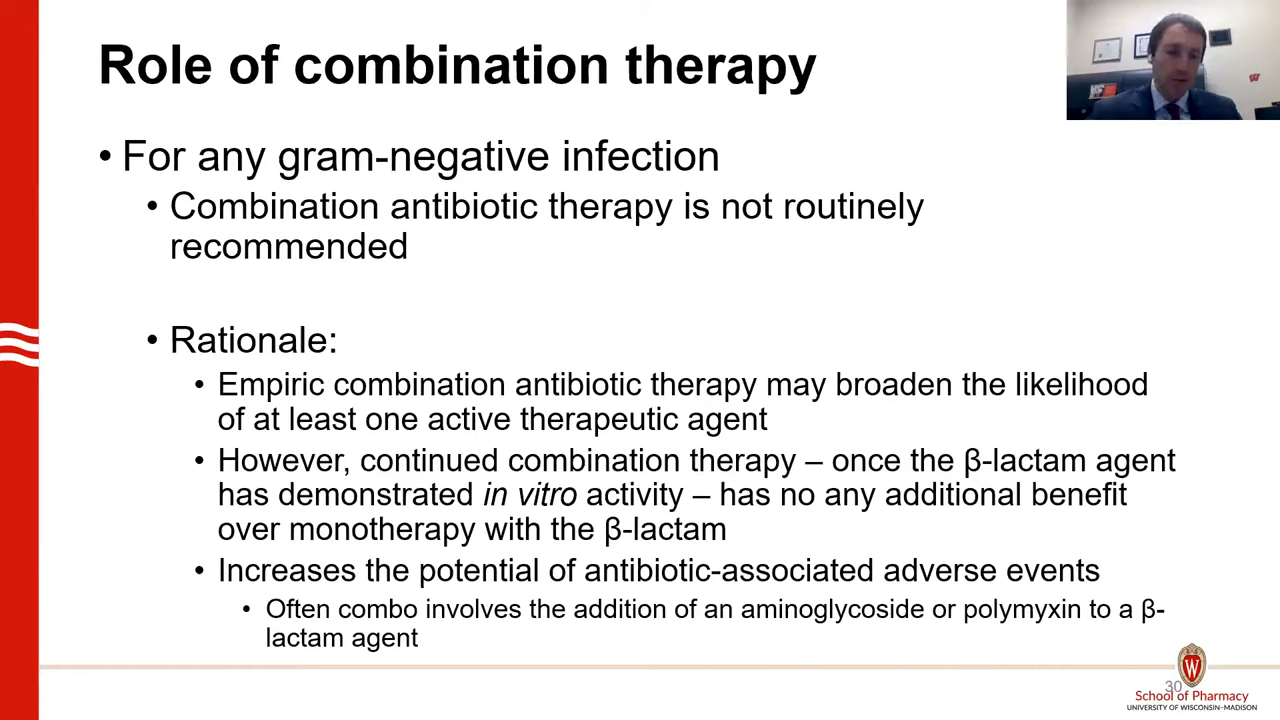 Role of combination therapy
• For any gram-negative infection
• Combination antibiotic therapy is not routinely
recommended
• Rationale:
• Empiric combination antibiotic therapy may broaden the likelihood
of at least one active therapeutic agent
• However, continued combination therapy – once the β-lactam agent
has demonstrated in vitro activity – has no any additional benefit
over monotherapy with the β-lactam
• Increases the potential of antibiotic-associated adverse events
• Often combo involves the addition of an aminoglycoside or polymyxin to a β-
lactam agent
W
30
School of Pharmacy
UNIVERSITY OF WISCONSIN-MADISON